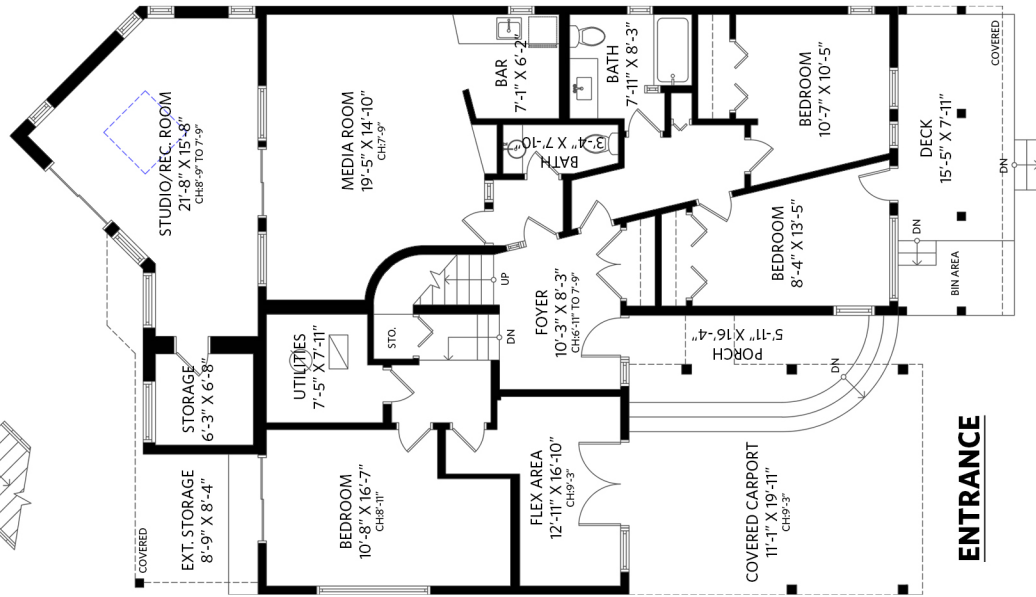 STUDIO/REC. ROOM
21'-8" X 15'-8"
CH:8'-9" TO 7'-9"
MEDIA ROOM
19'-5" X 14'-10"
CH:7'-9"
BAR
7'-1" X 6'-2"
BATH
7'-11" X 8'-3"
BEDROOM
10'-7" X 10'-5"
DECK
15'-5" X 7'-11"
COVERED
DN
BATH
3'-4" X 7'-10"
BEDROOM
8'-4" X 13'-5"
DN
BIN AREA
UP
FOYER
10'-3" X 8'-3"
CH:6'-11" TO 7'-9"
STO.
DN
PORCH
5'-11" X 16'-4"
DN
UTILITIES
7'-5" X 7'-11"
STORAGE
6'-3" X 6'-8"
EXT. STORAGE
8'-9" X 8'-4"
COVERED
BEDROOM
10'-8" X 16'-7"
CH:8'-11"
FLEX AREA
12'-11" X 16'-10"
CH:9'-3"
COVERED CARPORT
11'-1" X 19'-11"
CH:9'-3"
ENTRANCE